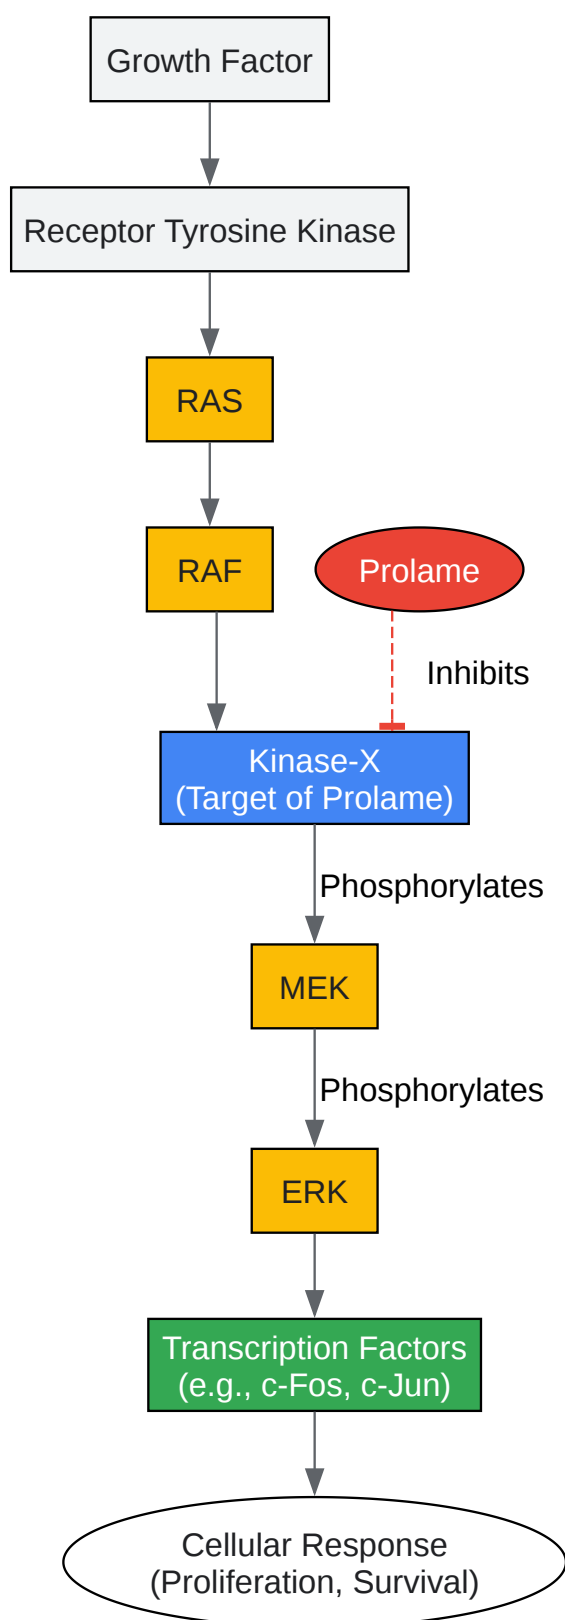 Growth Factor
Receptor Tyrosine Kinase
RAS
RAF
Prolame
Inhibits
Kinase-X
(Target of Prolame)
Phosphorylates
MEK
Phosphorylates
ERK
Transcription Factors
(e.g., c-Fos, c-Jun)
Cellular Response
(Proliferation, Survival)